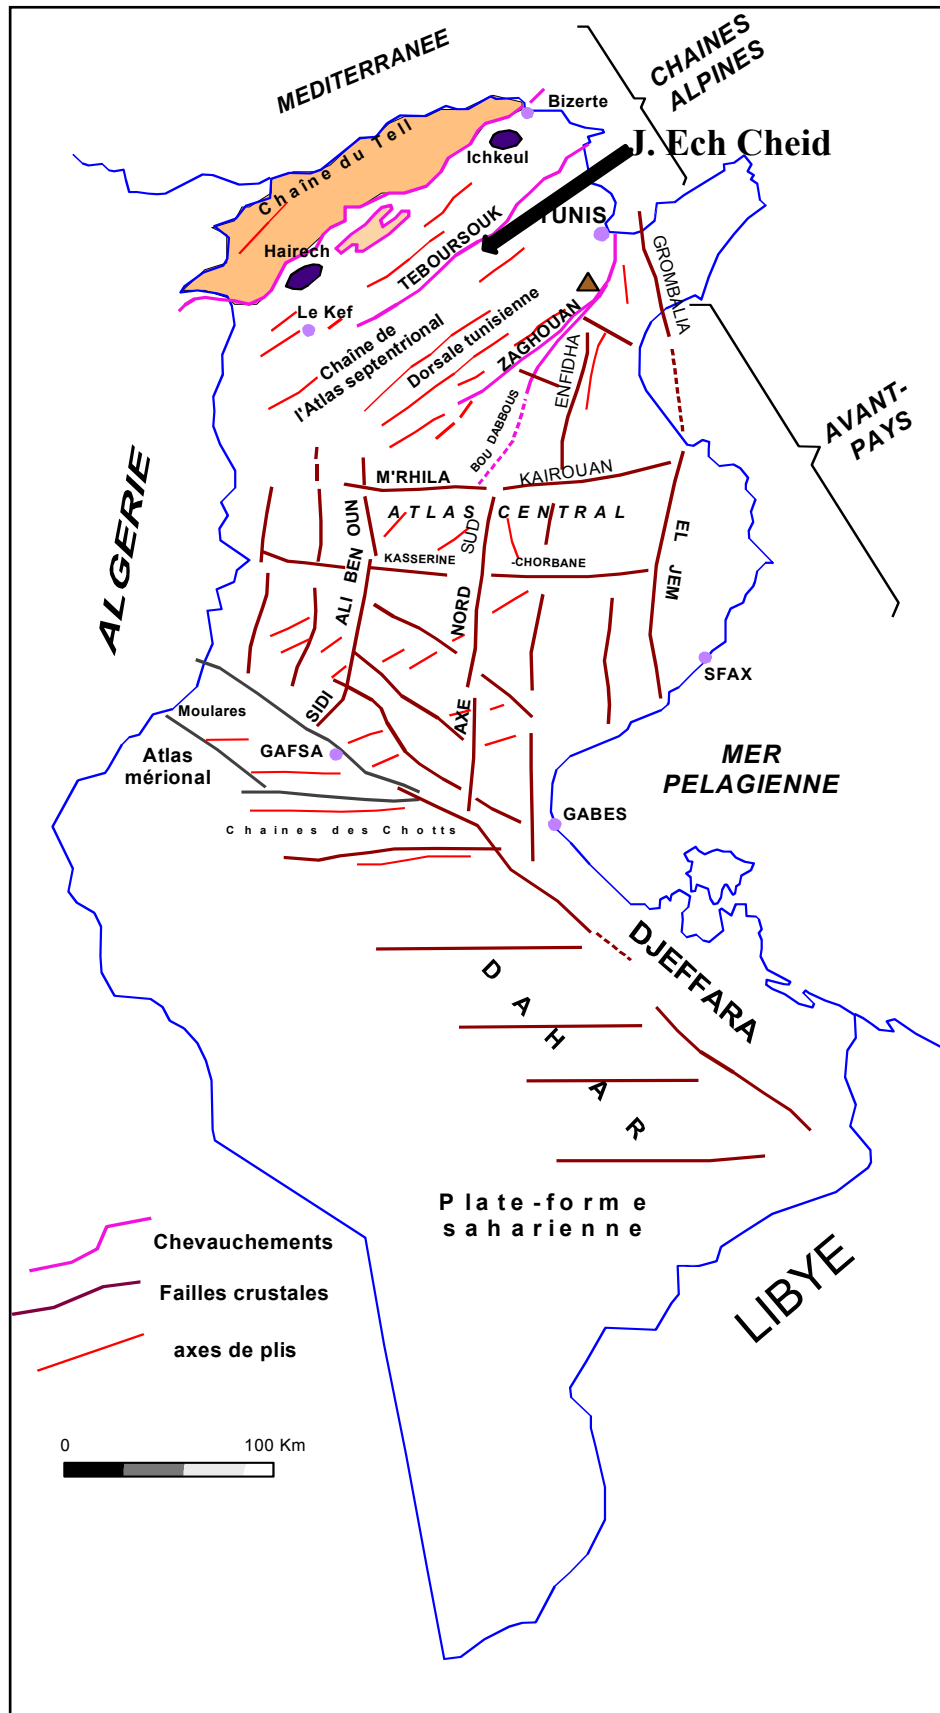 MEDITERRANEE
CHAINES
ALPINES
Bizerte
Chaîne du Tell
Ichkeul
J. Ech Cheid
TUNIS
Hairech
TEBOURSOUK
GROMBALIA
Le Kef
Chaîne de
l'Atlas septentrional
Dorsale tunisienne
ZAGHOUAN
ENFIDHA
BOU DABBOUS
AVANT-
PAYS
ALGERIE
M'RHILA
KAIROUAN
ATLAS CENTRAL
KASSERINE
-CHORBANE
SIDI ALI BEN OUN
AXE NORD SUD
EL JEM
SFAX
Moulares
GAFSA
Atlas
mérional
MER
PELAGIENNE
GABES
Chaines des Chotts
DJEFFARA
DAHAR
Plate-forme
saharienne
LIBYE
Chevauchements
Failles crustales
axes de plis
0 100 Km